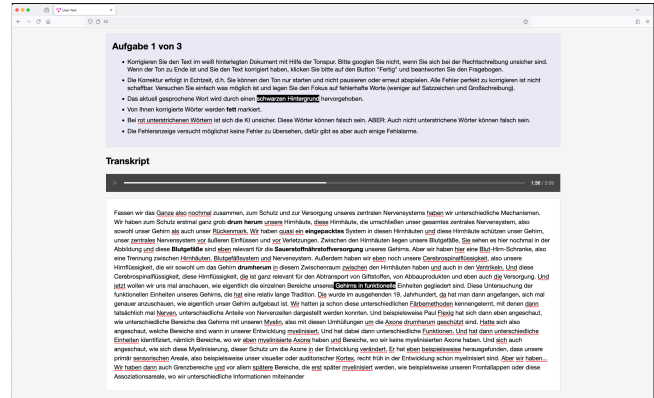 User Test
Aufgabe 1 von 3
Korrigieren Sie den Text im weiß hinterlegten Dokument mit Hilfe der Tonspur. Bitte googlen Sie nicht, wenn Sie sich bei der Rechtschreibung unsicher sind.
Wenn der Ton zu Ende ist und Sie den Text korrigiert haben, klicken Sie bitte auf den Button "Fertig" und beantworten Sie den Fragebogen.
Die Korrektur erfolgt in Echtzeit, d.h. Sie können den Ton nur starten und nicht pausieren oder erneut abspielen. Alle Fehler perfekt zu korrigieren ist nicht
schaffbar. Versuchen Sie einfach was möglich ist und legen Sie den Fokus auf fehlerhafte Worte (weniger auf Satzzeichen und Großschreibung).
Das aktuell gesprochene Wort wird durch einen schwarzen Hintergrund hervorgehoben.
Von Ihnen korrigierte Wörter werden fett markiert.
Bei rot unterstrichenen Wörtern ist sich die KI unsicher. Diese Wörter können falsch sein. ABER: Auch nicht unterstrichene Wörter können falsch sein.
Die Fehleranzeige versucht möglichst keine Fehler zu übersehen, dafür gibt es aber auch einige Fehlalarme.
Transkript
1:38 / 3:09
Fassen wir das Ganze also nochmal zusammen, zum Schutz und zur Versorgung unseres zentralen Nervensystems haben wir unterschiedliche Mechanismen.
Wir haben zum Schutz erstmal ganz grob drum herum unsere Hirnhäute, diese Hirnhäute, die umschließen unser gesamtes zentrales Nervensystem, also
sowohl unser Gehirn als auch unser Rückenmark. Wir haben quasi ein eingepacktes System in diesen Hirnhäuten und diese Hirnhäute schützen unser Gehirn,
unser zentrales Nervensystem vor äußeren Einflüssen und vor Verletzungen. Zwischen den Hirnhäuten liegen unsere Blutgefäße, Sie sehen es hier nochmal in der
Abbildung und diese Blutgefäße sind eben relevant für die Sauerstoffnährstoffversorgung unseres Gehirns. Aber wir haben hier eine Blut-Hirn-Schranke, also
eine Trennung zwischen Hirnhäuten, Blutgefäßsystem und Nervensystem. Außerdem haben wir eben noch unsere Cerebrospinalflüssigkeit, also unsere
Hirnflüssigkeit, die wir sowohl um das Gehirn drumherum in diesem Zwischenraum zwischen den Hirnhäuten haben und auch in den Ventrikeln. Und diese
Cerebrospinalflüssigkeit, diese Hirnflüssigkeit, die ist ganz relevant für den Abtransport von Giftstoffen, von Abbauprodukten und eben auch die Versorgung. Und
jetzt wollen wir uns mal anschauen, wie eigentlich die einzelnen Bereiche unseres Gehirns in funktionelle Einheiten gegliedert sind. Diese Untersuchung der
funktionellen Einheiten unseres Gehirns, die hat eine relativ lange Tradition. Die wurde im ausgehenden 19. Jahrhundert, da hat man dann angefangen, sich mal
genauer anzuschauen, wie eigentlich unser Gehirn aufgebaut ist. Wir hatten ja schon diese unterschiedlichen Färbemethoden kennengelernt, mit denen dann
tatsächlich mal Nerven, unterschiedliche Anteile von Nervenzellen dargestellt werden konnten. Und beispielsweise Paul Flexig hat sich dann eben angeschaut,
wie unterschiedliche Bereiche des Gehirns mit unseren Myelin, also mit diesen Umhüllungen um die Axone drumherum geschützt sind. Hatte sich also
angeschaut, welche Bereiche sind wann in unserer Entwicklung myelinisiert. Und hat dabei dann unterschiedliche Funktionen. Und hat dann unterschiedliche
Einheiten identifiziert, nämlich Bereiche, wo wir eben myelinisierte Axone haben und Bereiche, wo wir keine myelinisierten Axone haben. Und sich auch
angeschaut, wie sich diese Myelinisierung, dieser Schutz um die Axone in der Entwicklung verändert. Er hat eben beispielsweise herausgefunden, dass unsere
primär sensorischen Areale, also beispielsweise unser visueller oder auditorischer Kortex, recht früh in der Entwicklung schon myelinisiert sind. Aber wir haben...
Wir haben dann auch Grenzbereiche und vor allem spätere Bereiche, die erst später myelinisiert werden, wie beispielsweise unseren Frontallappen oder diese
Assoziationsareale, wo wir unterschiedliche Informationen miteinander